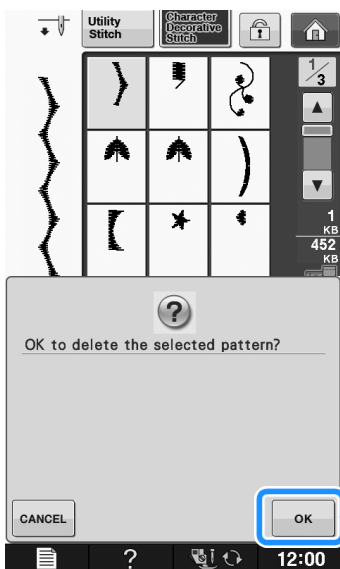 Utility
Stitch
Character
Decorative
Stitch
1/3
1
KB
452
KB
?
OK to delete the selected pattern?
CANCEL
OK
?
12:00